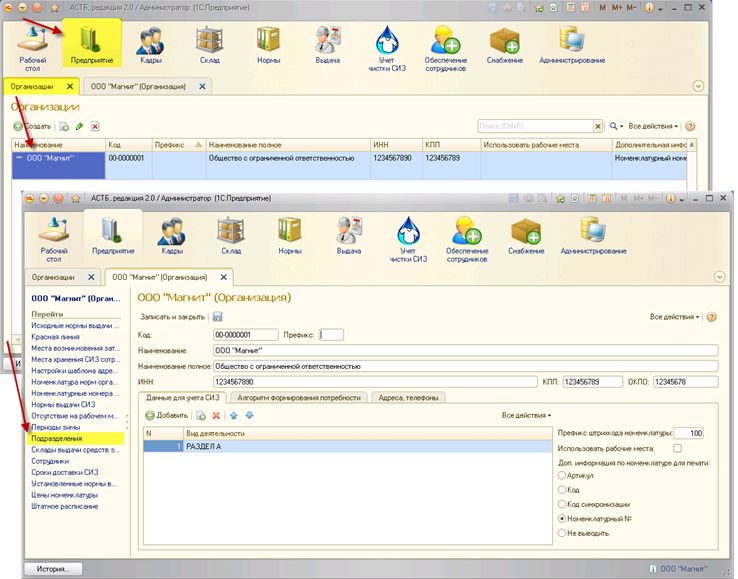 АСТБ, редакция 2.0 / Администратор (1С:Предприятие)
M M+ M-
Рабочий стол
Предприятие
Кадры
Склад
Нормы
Выдача
Учет чистки СИЗ
Обеспечение сотрудников
Снабжение
Администрирование
Организации
ООО "Магнит" (Организация)
Организации
Создать
Поиск (Ctrl+F)
Все действия
Наименование Код Префикс Наименование полное ИНН КПП Использовать рабочие места Дополнительная инфо
ООО "Магнит" 00-0000001 Общество с ограниченной ответственностью 1234567890 123456789 Номенклатурный номе
АСТБ, редакция 2.0 / Администратор (1С:Предприятие)
M M+ M-
Рабочий стол
Предприятие
Кадры
Склад
Нормы
Выдача
Учет чистки СИЗ
Обеспечение сотрудников
Снабжение
Администрирование
Организации
ООО "Магнит" (Организация)
ООО "Магнит" (Орган...
Перейти
Исходные нормы выдачи ...
Красная линия
Места возникновения зат...
Места хранения СИЗ сотр...
Настройки шаблона адре...
Номенклатура норм орга...
Номенклатурные номера ...
Нормы выдачи СИЗ
Отсутствие на рабочем м...
Периоды зимы
Подразделения
Склады выдачи средств з...
Сотрудники
Сроки доставки СИЗ
Установленные нормы в...
Цены номенклатуры
Штатное расписание
ООО "Магнит" (Организация)
Записать и закрыть
Все действия
Код: 00-0000001 Префикс:
Наименование: ООО "Магнит"
Наименование полное: Общество с ограниченной ответственностью
ИНН: 1234567890 КПП: 123456789 ОКПО: 12345678
Данные для учета СИЗ
Алгоритм формирования потребности
Адреса, телефоны
Добавить
Все действия
N Вид деятельности
1 РАЗДЕЛ А
Префикс штрихкода номенклатуры: 100
Использовать рабочие места:
Доп. информация по номенклатуре для печати:
Артикул
Код
Код синхронизации
Номенклатурный №
Не выводить
История...
ООО "Магнит"